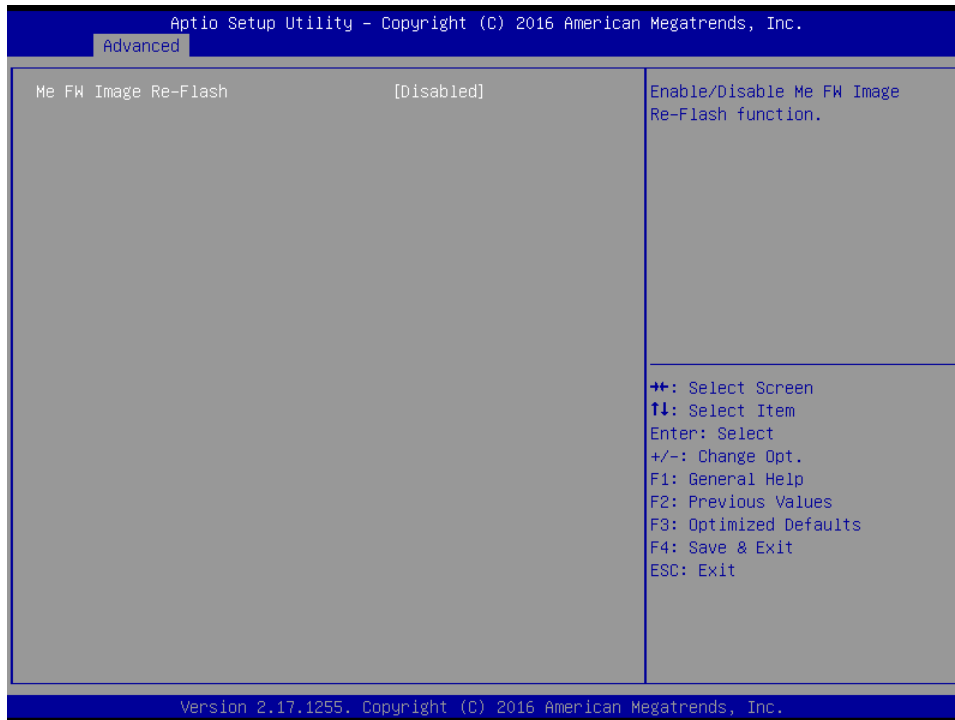 Aptio Setup Utility – Copyright (C) 2016 American Megatrends, Inc.
Advanced
Me FW Image Re-Flash [Disabled]
Enable/Disable Me FW Image
Re-Flash function.
→←: Select Screen
↑↓: Select Item
Enter: Select
+/-: Change Opt.
F1: General Help
F2: Previous Values
F3: Optimized Defaults
F4: Save & Exit
ESC: Exit
Version 2.17.1255. Copyright (C) 2016 American Megatrends, Inc.